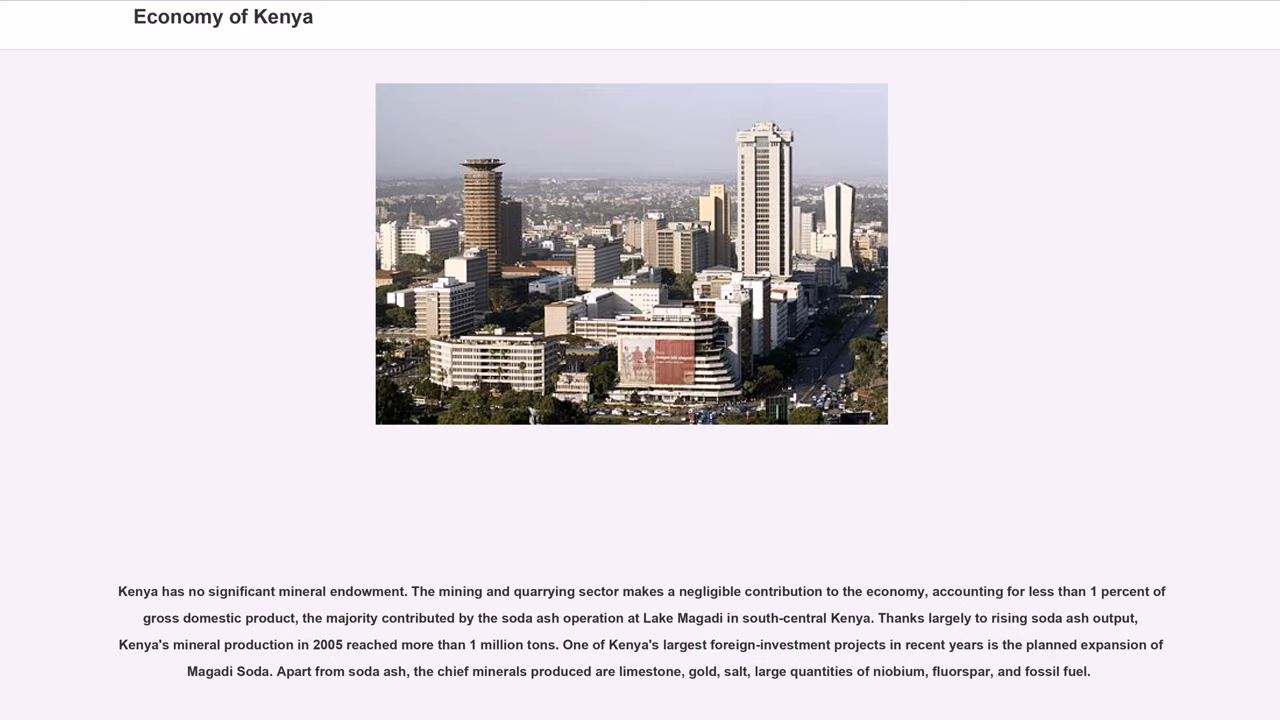 Economy of Kenya
Kenya has no significant mineral endowment. The mining and quarrying sector makes a negligible contribution to the economy, accounting for less than 1 percent of
gross domestic product, the majority contributed by the soda ash operation at Lake Magadi in south-central Kenya. Thanks largely to rising soda ash output,
Kenya's mineral production in 2005 reached more than 1 million tons. One of Kenya's largest foreign-investment projects in recent years is the planned expansion of
Magadi Soda. Apart from soda ash, the chief minerals produced are limestone, gold, salt, large quantities of niobium, fluorspar, and fossil fuel.